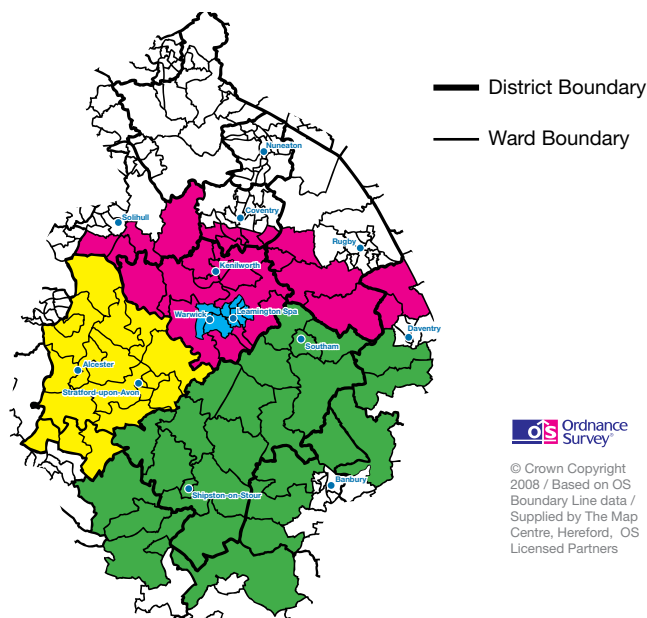 District Boundary
Ward Boundary
Nuneaton
Solihull
Coventry
Rugby
Kenilworth
Warwick
Leamington Spa
Daventry
Southam
Alcester
Stratford-upon-Avon
Banbury
Shipston-on-Stour
OS Ordnance
Survey®
© Crown Copyright
2008 / Based on OS
Boundary Line data /
Supplied by The Map
Centre, Hereford, OS
Licensed Partners